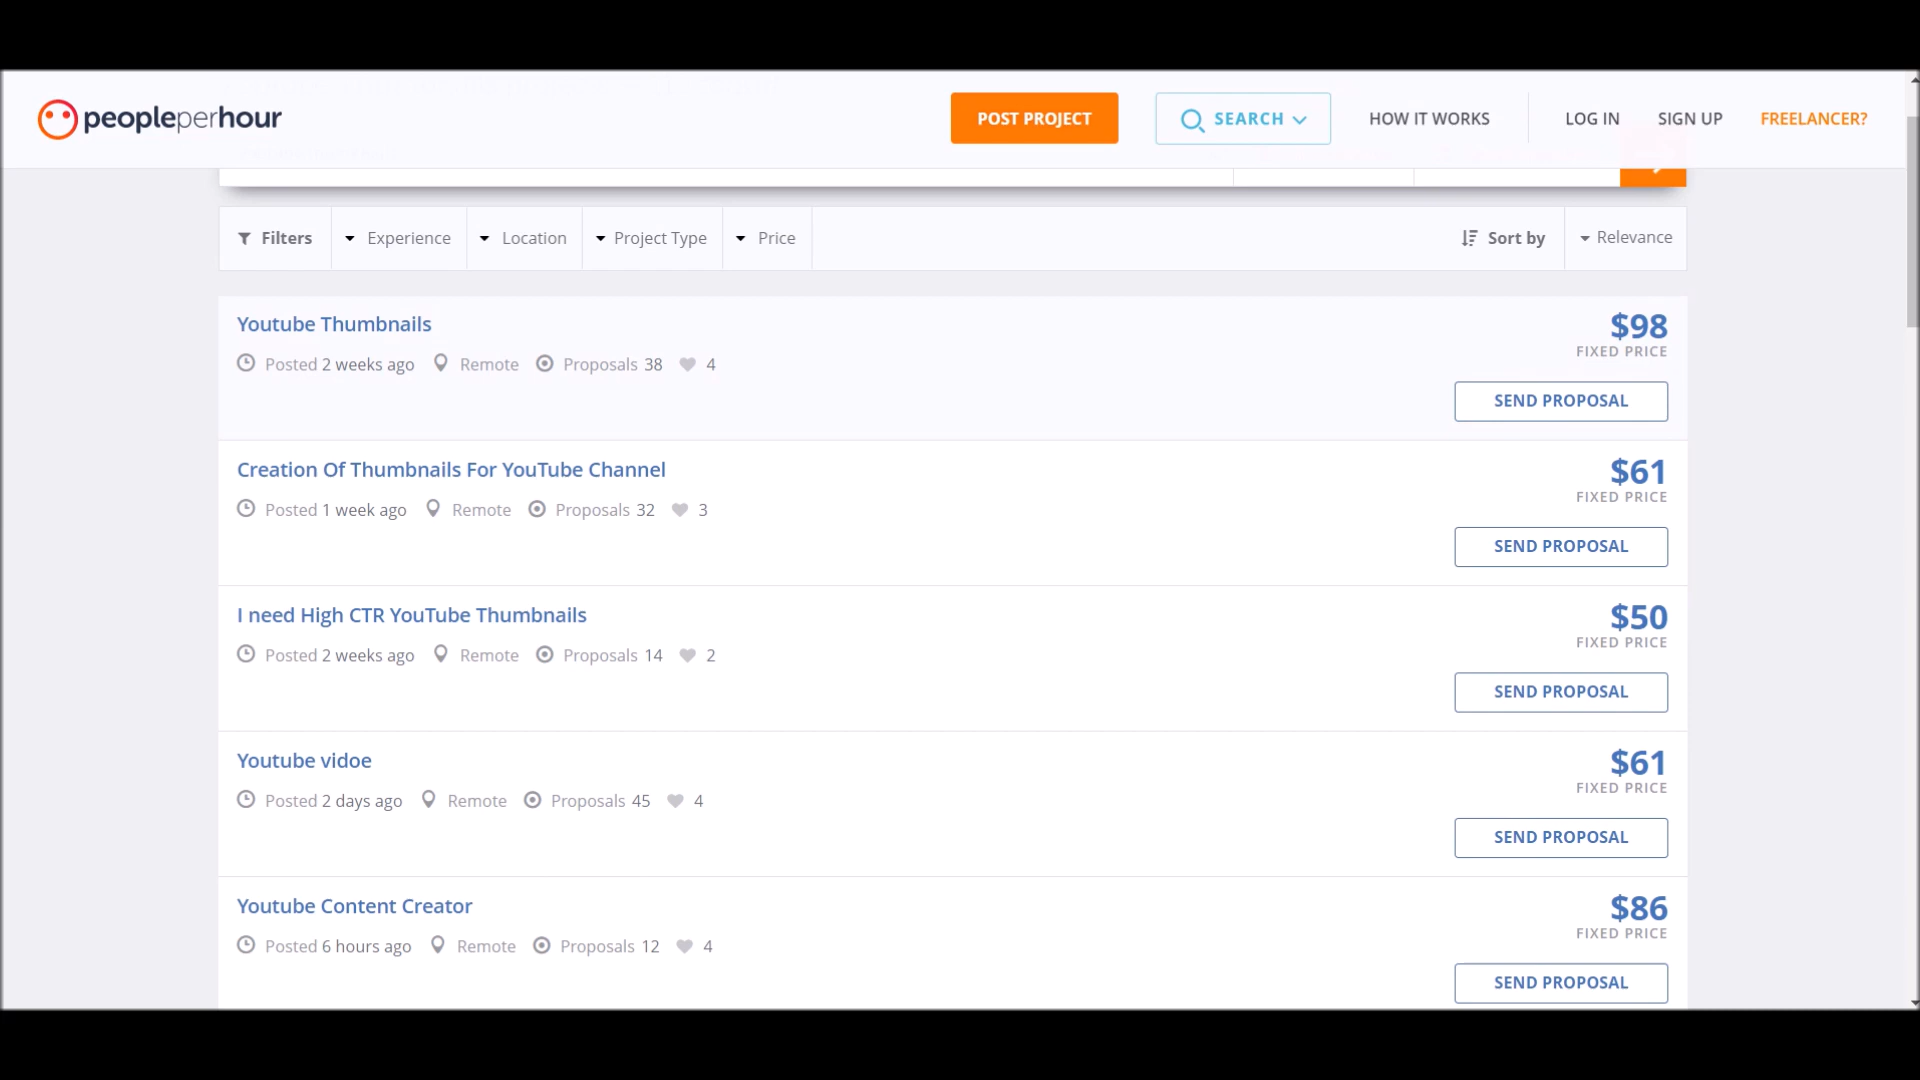 peopleperhour
POST PROJECT
SEARCH
HOW IT WORKS
LOG IN
SIGN UP
FREELANCER?
Filters
Experience
Location
Project Type
Price
Sort by
Relevance
Youtube Thumbnails
$98
FIXED PRICE
Posted 2 weeks ago Remote Proposals 38 4
SEND PROPOSAL
Creation Of Thumbnails For YouTube Channel
$61
FIXED PRICE
Posted 1 week ago Remote Proposals 32 3
SEND PROPOSAL
I need High CTR YouTube Thumbnails
$50
FIXED PRICE
Posted 2 weeks ago Remote Proposals 14 2
SEND PROPOSAL
Youtube vidoe
$61
FIXED PRICE
Posted 2 days ago Remote Proposals 45 4
SEND PROPOSAL
Youtube Content Creator
$86
FIXED PRICE
Posted 6 hours ago Remote Proposals 12 4
SEND PROPOSAL